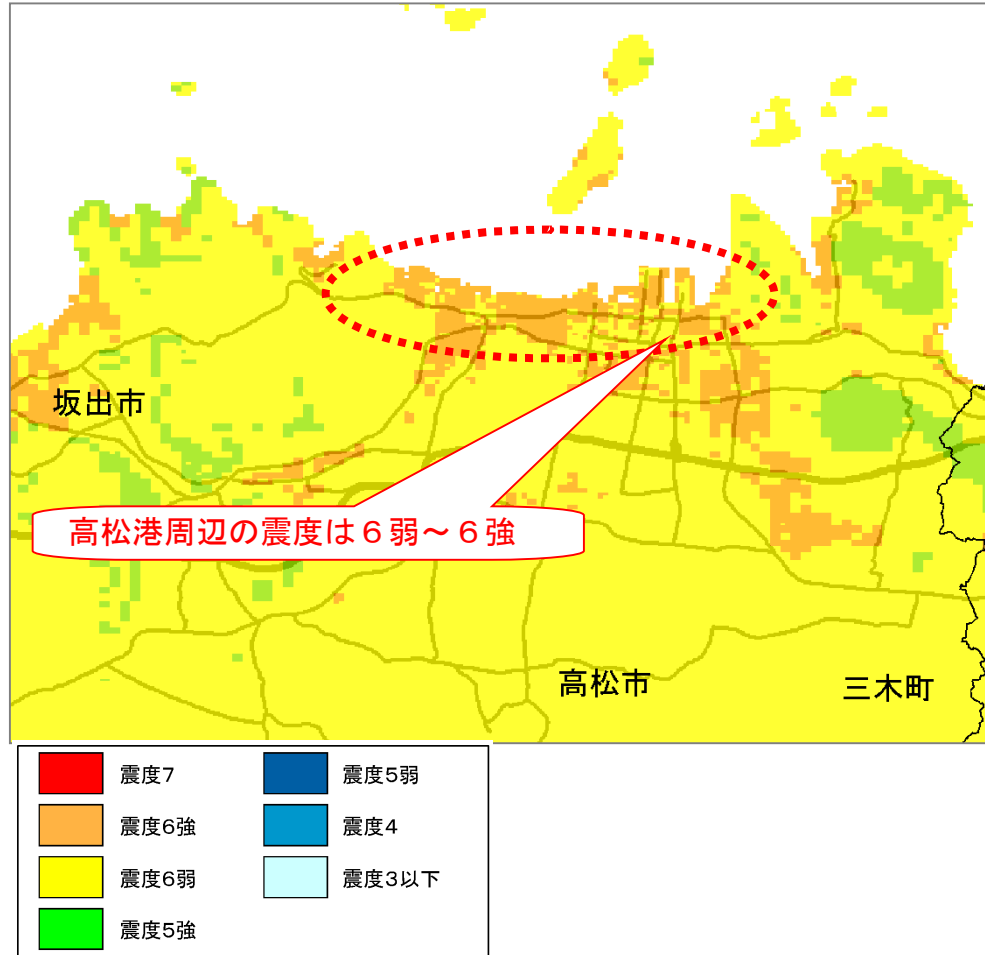 坂出市
高松港周辺の震度は６弱～６強
高松市
三木町
震度7
震度6強
震度6弱
震度5強
震度5弱
震度4
震度3以下